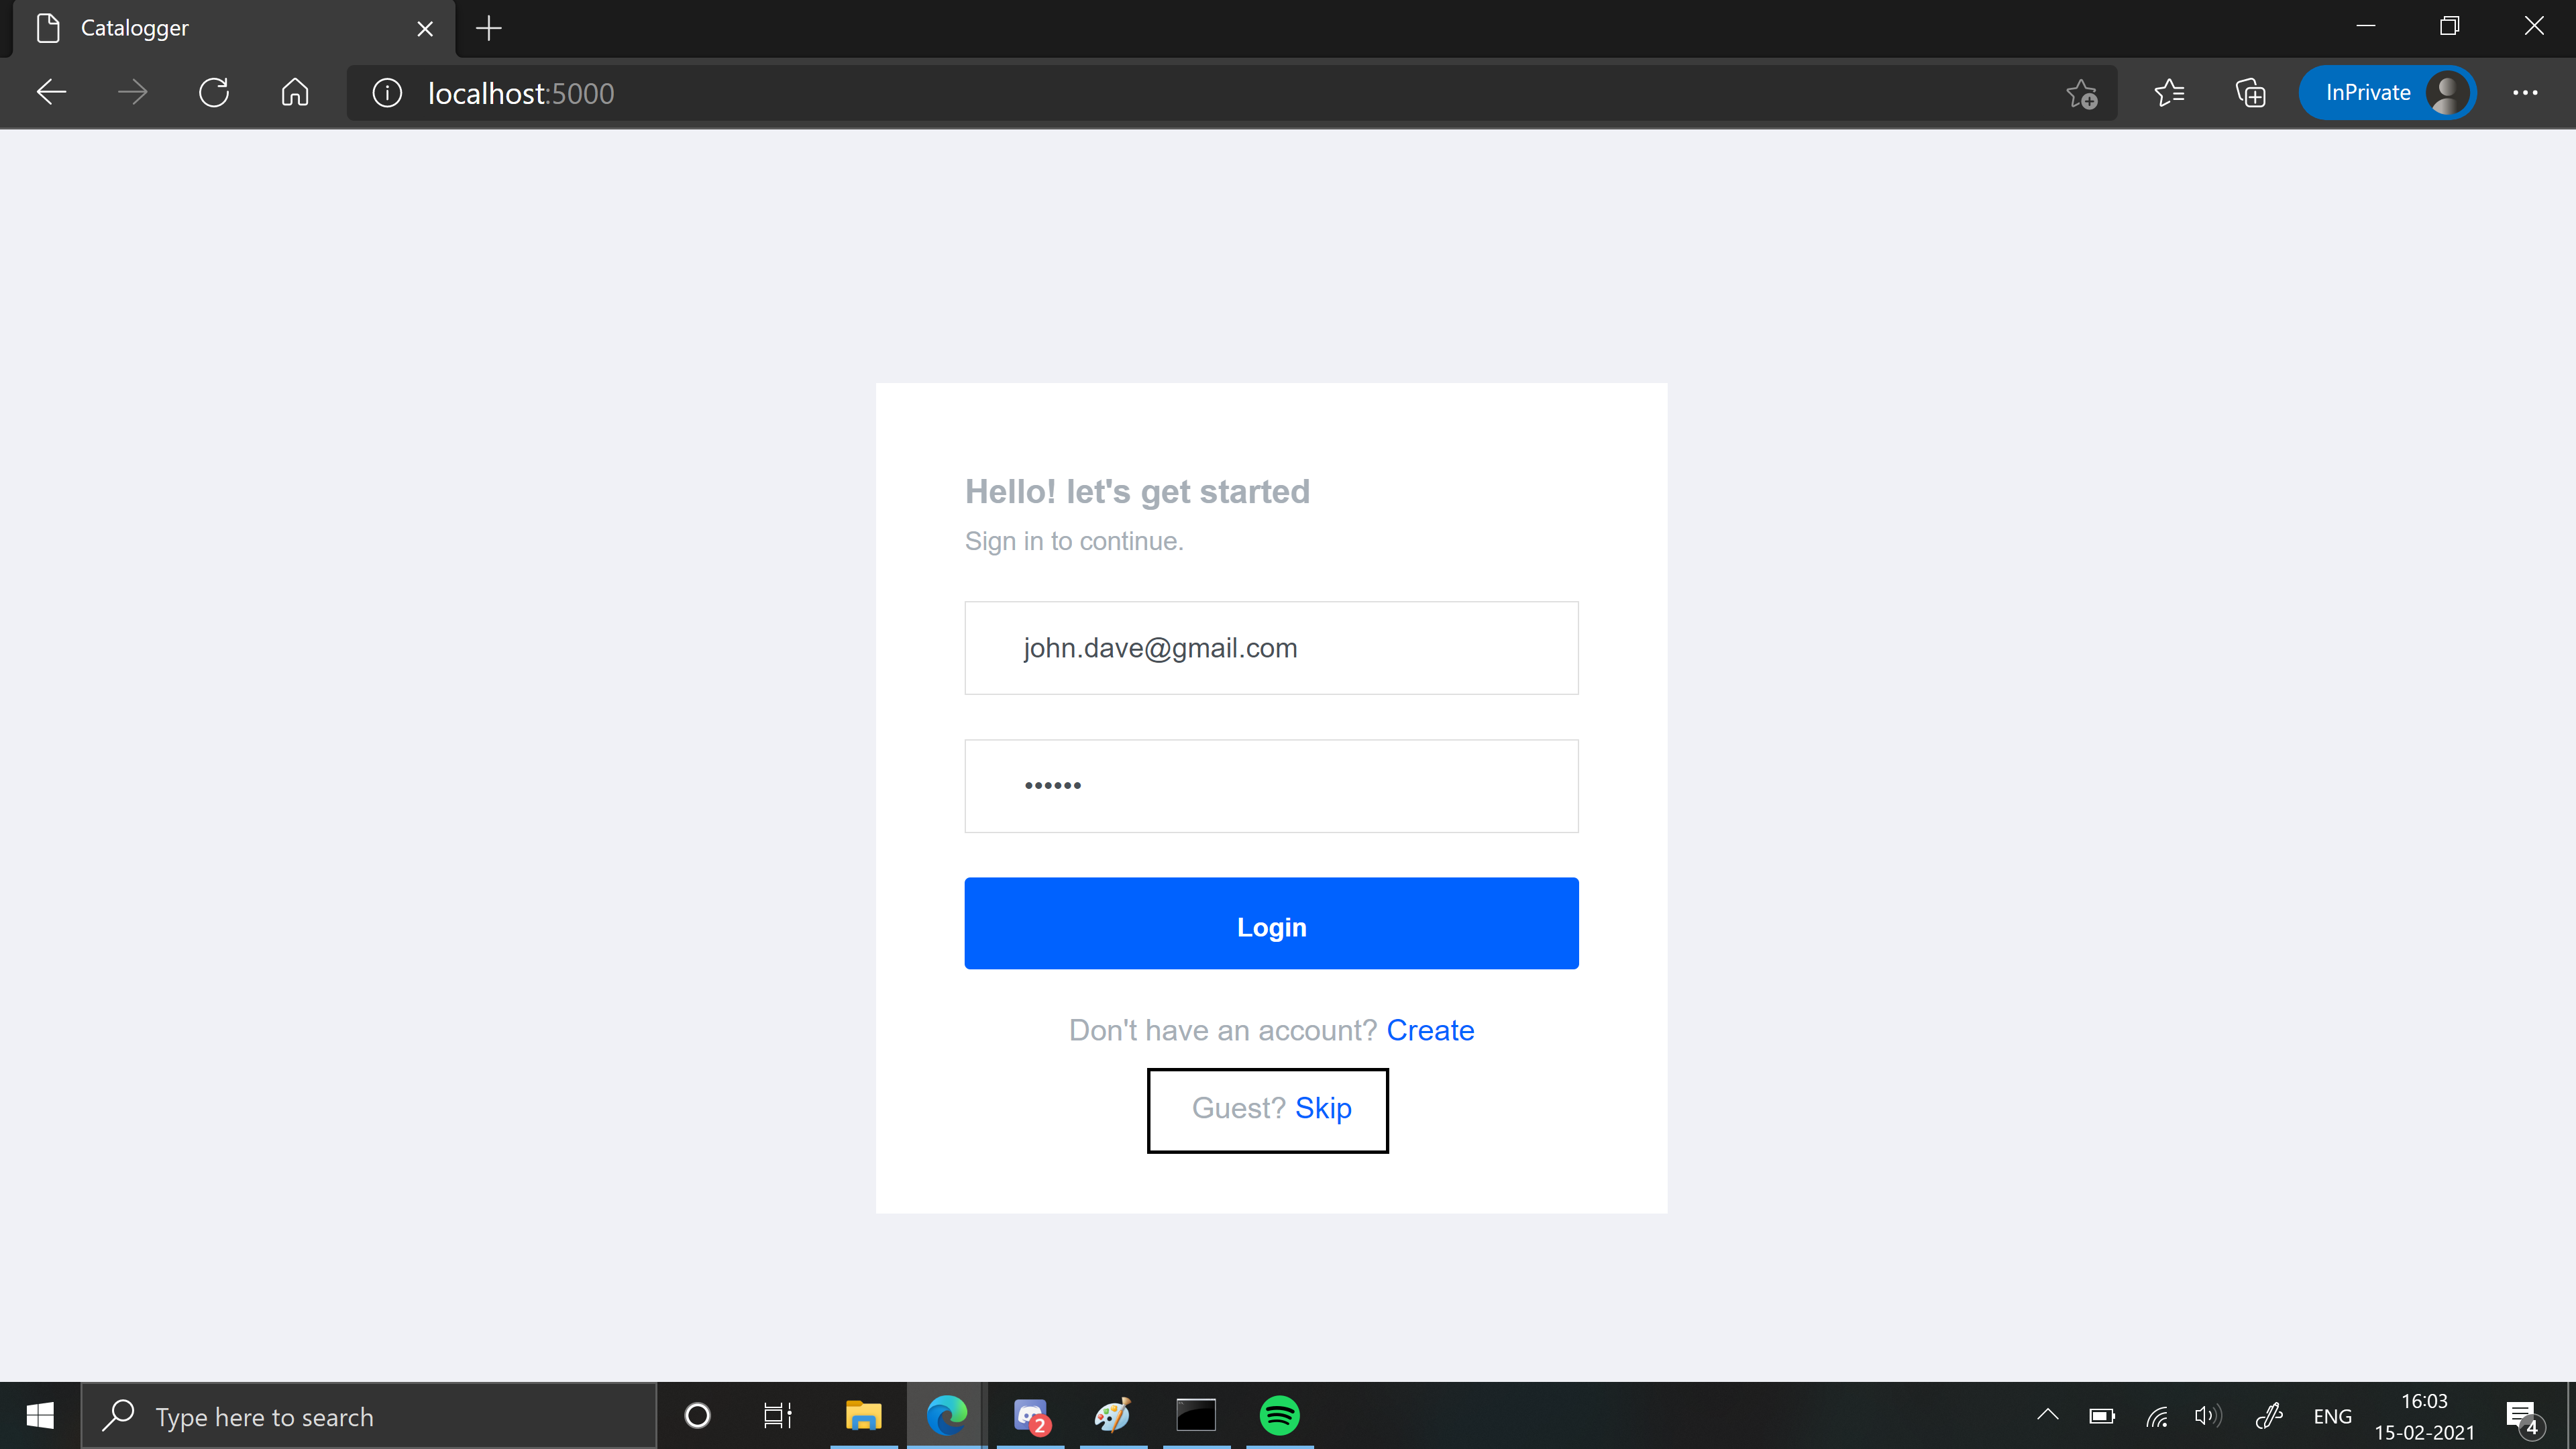 Catalogger
localhost:5000
InPrivate
Hello! let's get started
Sign in to continue.
john.dave@gmail.com
••••••
Login
Don't have an account? Create
Guest? Skip
Type here to search
2
ENG
16:03
15-02-2021
4